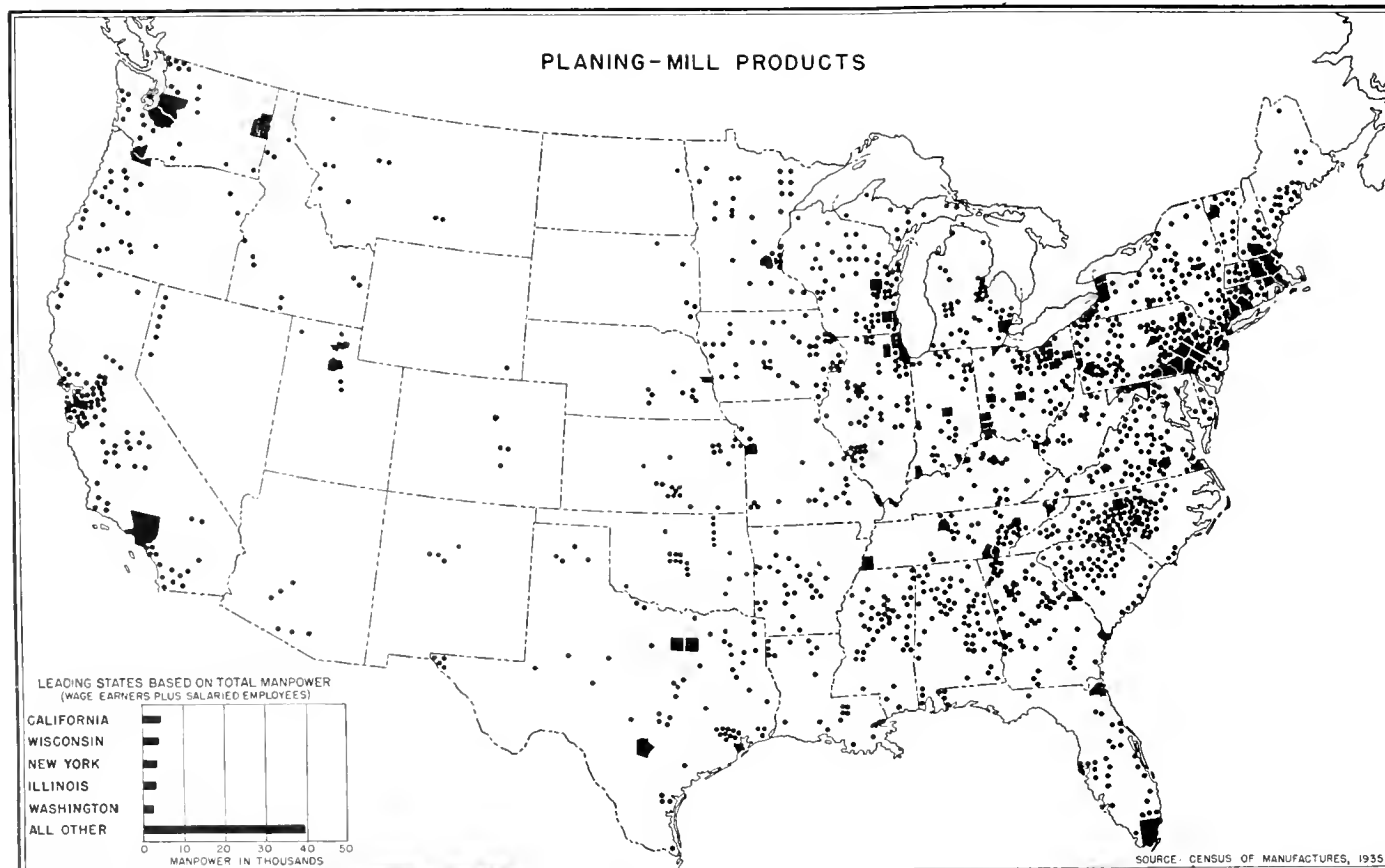 PLANING-MILL PRODUCTS
LEADING STATES BASED ON TOTAL MANPOWER
(WAGE EARNERS PLUS SALARIED EMPLOYEES)
CALIFORNIA
WISCONSIN
NEW YORK
ILLINOIS
WASHINGTON
ALL OTHER
0 10 20 30 40 50
MANPOWER IN THOUSANDS
SOURCE: CENSUS OF MANUFACTURES, 1939